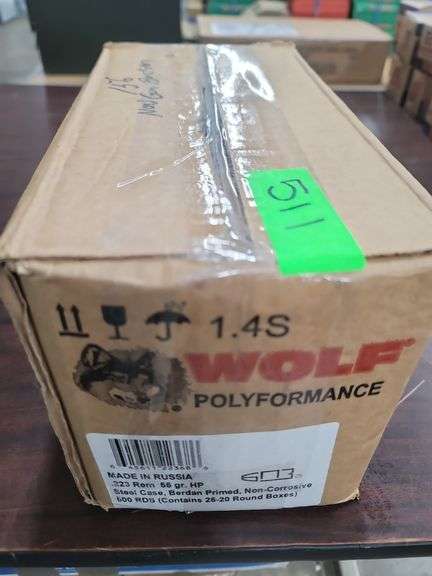 511
1.4S
WOLF
POLYFORMANCE
MADE IN RUSSIA
.223 Rem 55 gr. HP
Steel Case, Berdan Primed, Non-Corrosive
500 RDS (Contains 25-20 Round Boxes)